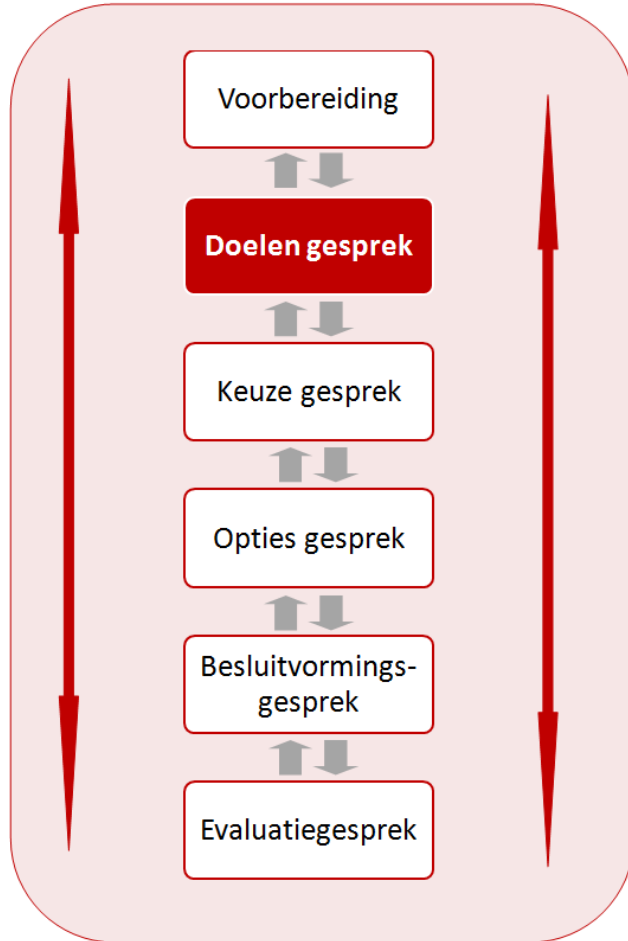 Voorbereiding
Doelen gesprek
Keuze gesprek
Opties gesprek
Besluitvormings-
gesprek
Evaluatiegesprek